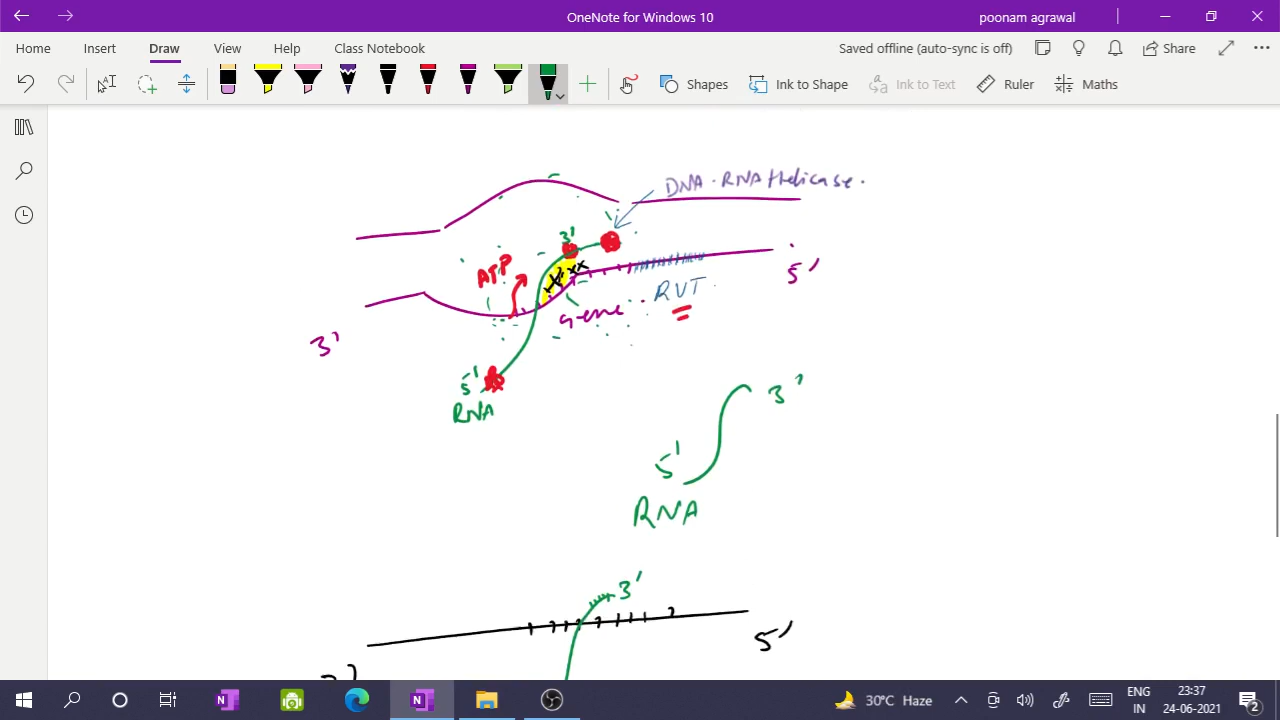 OneNote for Windows 10
poonam agrawal
Home Insert Draw View Help Class Notebook
Saved offline (auto-sync is off)
Share
Shapes
Ink to Shape
Ink to Text
Ruler
Maths
DNA-RNA Helicase.
3'
ATP
5'
gene
RUT
3'
5'
RNA
3'
5'
RNA
3'
5'
30°C Haze
ENG
IN
23:37
24-06-2021
2